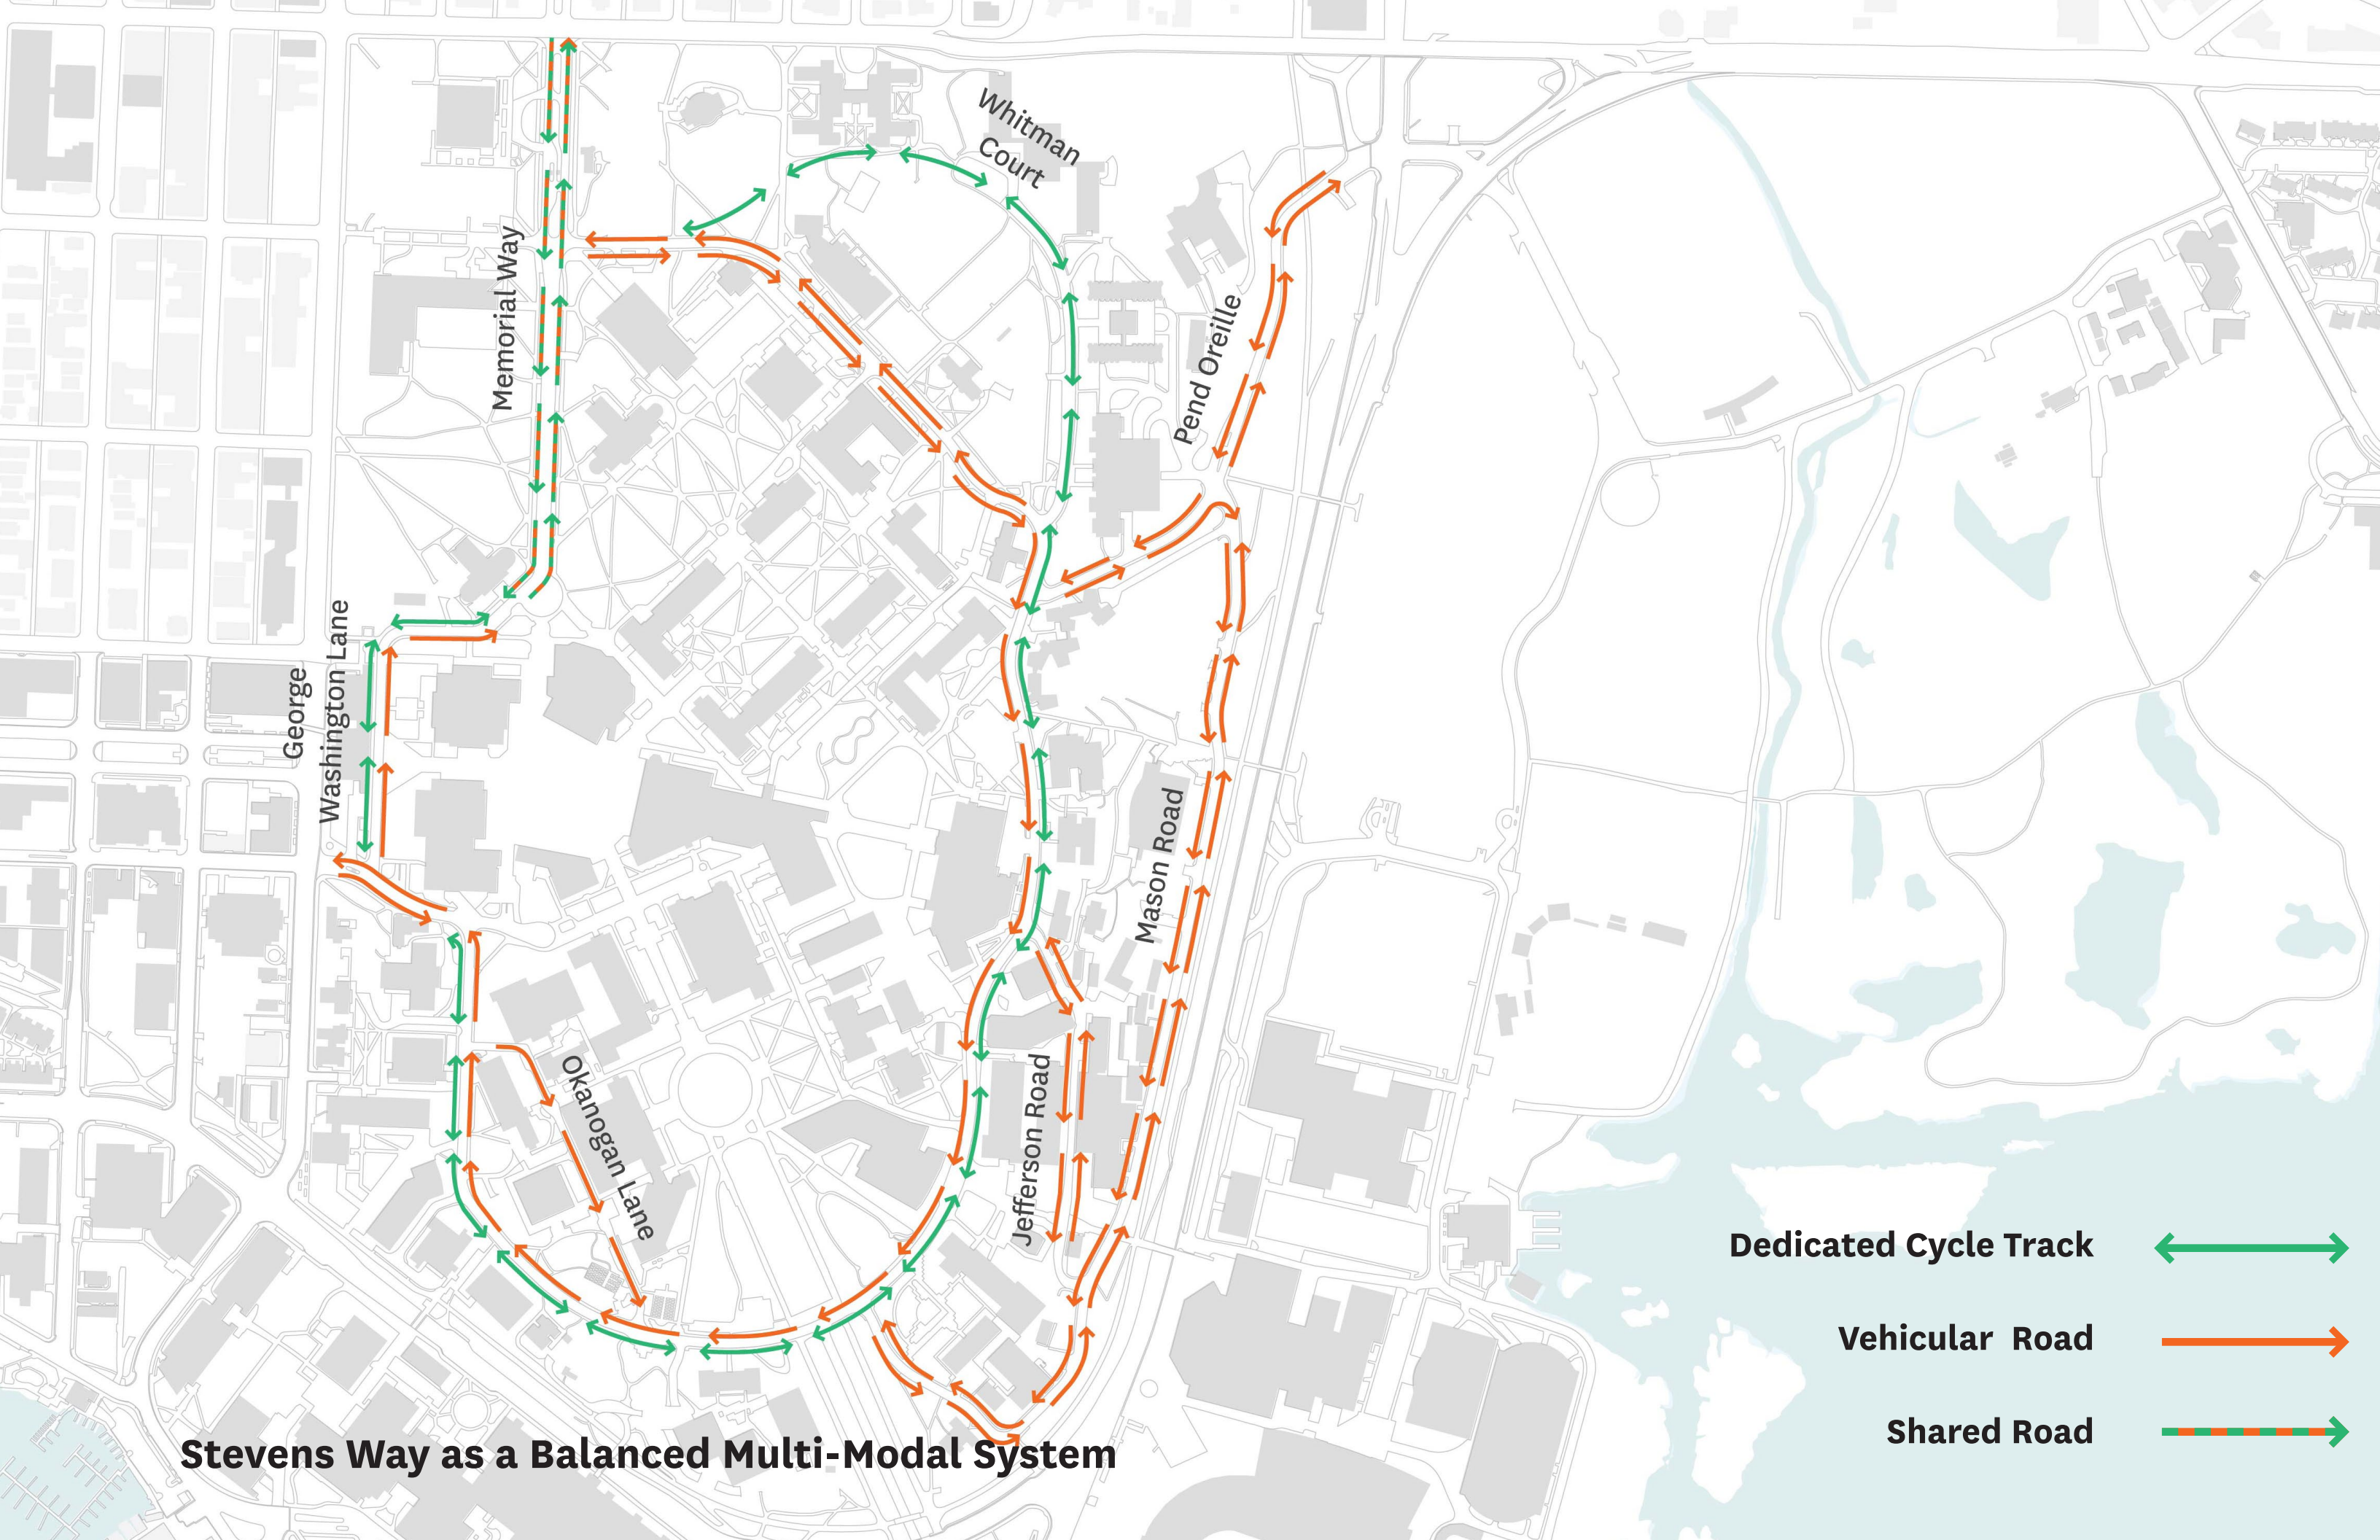 Whitman
Court
Memorial Way
Pend Oreille
George
Washington Lane
Mason Road
Okanogan Lane
Jefferson Road
Dedicated Cycle Track
Vehicular Road
Shared Road
Stevens Way as a Balanced Multi-Modal System